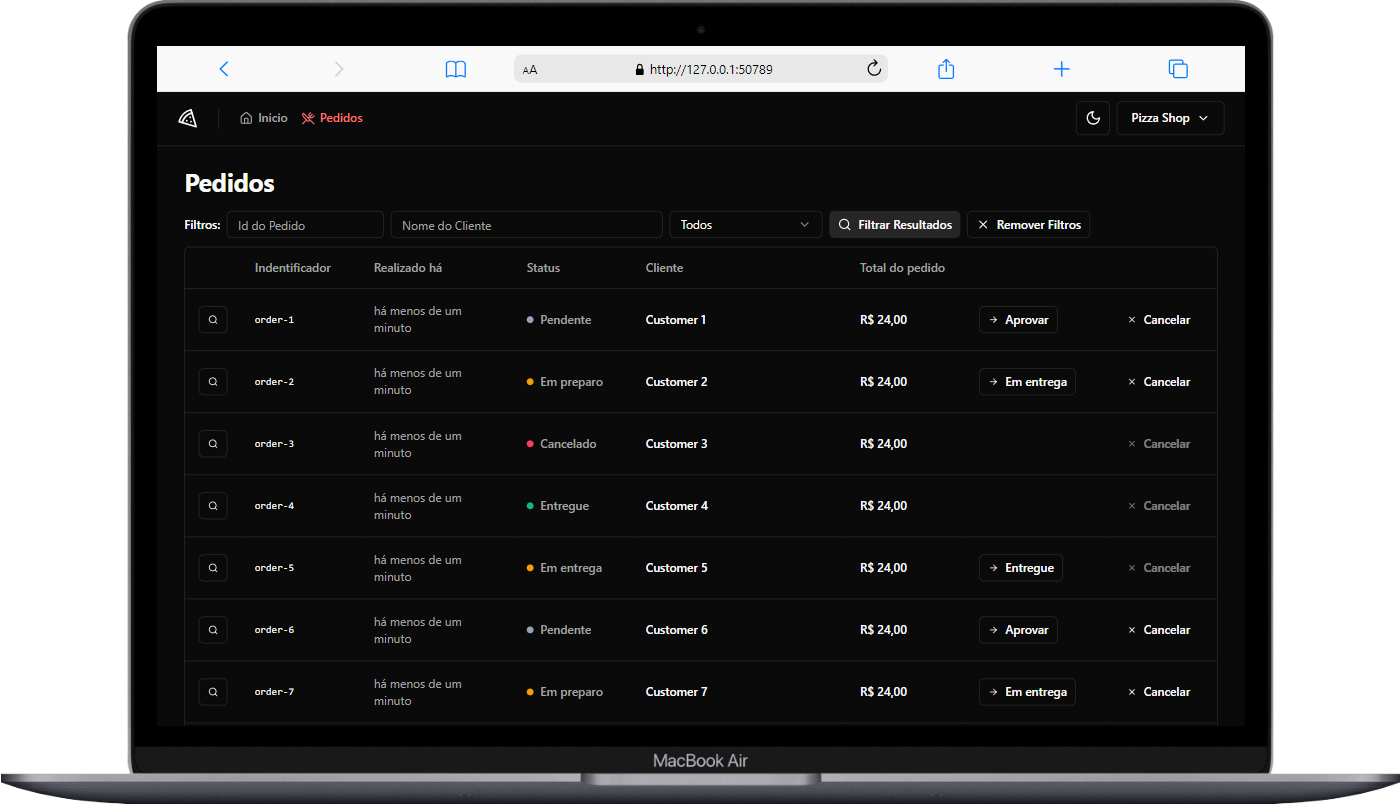 AA http://127.0.0.1:50789
Inicio Pedidos Pizza Shop
Pedidos
Filtros: Id do Pedido Nome do Cliente Todos Filtrar Resultados Remover Filtros
Indentificador Realizado há Status Cliente Total do pedido
order-1 há menos de um minuto Pendente Customer 1 R$ 24,00 Aprovar Cancelar
order-2 há menos de um minuto Em preparo Customer 2 R$ 24,00 Em entrega Cancelar
order-3 há menos de um minuto Cancelado Customer 3 R$ 24,00 Cancelar
order-4 há menos de um minuto Entregue Customer 4 R$ 24,00 Cancelar
order-5 há menos de um minuto Em entrega Customer 5 R$ 24,00 Entregue Cancelar
order-6 há menos de um minuto Pendente Customer 6 R$ 24,00 Aprovar Cancelar
order-7 há menos de um minuto Em preparo Customer 7 R$ 24,00 Em entrega Cancelar
MacBook Air